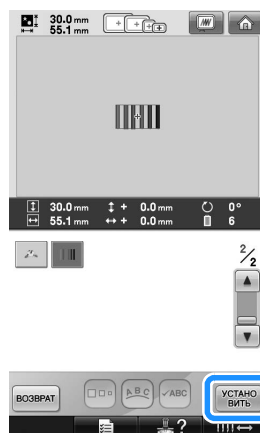 30.0 mm
55.1 mm
30.0 mm + 0.0 mm 0°
55.1 mm + 0.0 mm 6
2/2
ВОЗВРАТ
ABC
ABC
УСТАНО
ВИТЬ
?